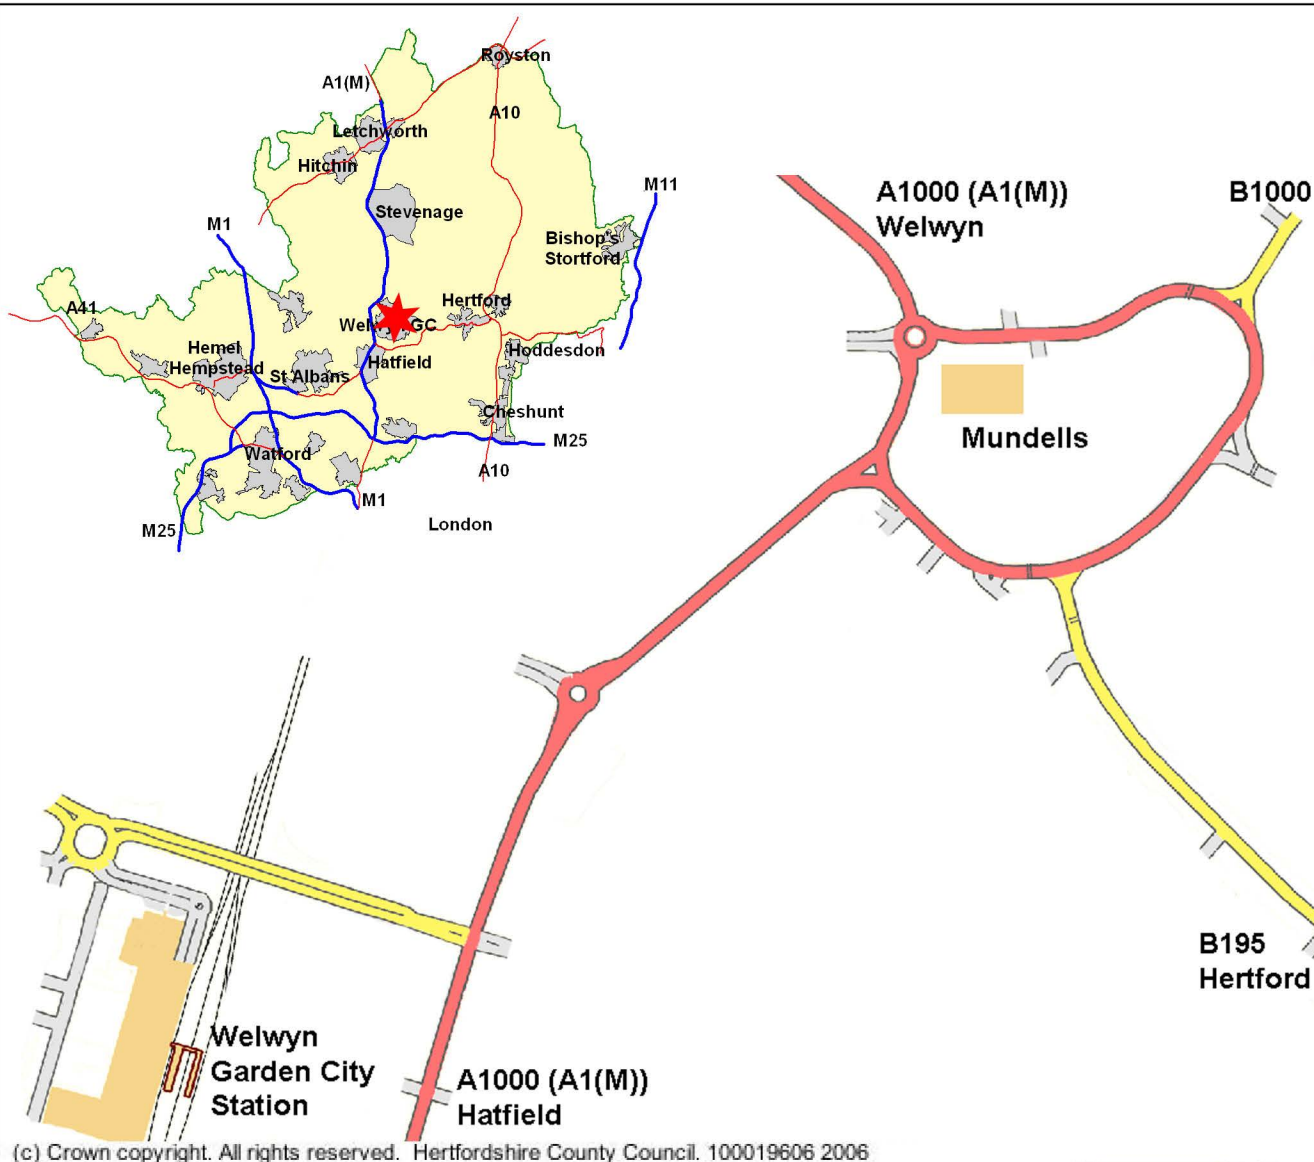 Royston
A1(M)
A10
Letchworth
Hitchin
M11
Stevenage
M1
Bishop's
Stortford
A41
Hertford
Welwyn GC
Hemel
Hempstead
St Albans
Hatfield
Hoddesdon
Cheshunt
Watford
M25
A10
M1
M25
London
A1000 (A1(M))
Welwyn
B1000
Mundells
B195
Hertford
Welwyn
Garden City
Station
A1000 (A1(M))
Hatfield
(c) Crown copyright. All rights reserved. Hertfordshire County Council. 100019606 2006